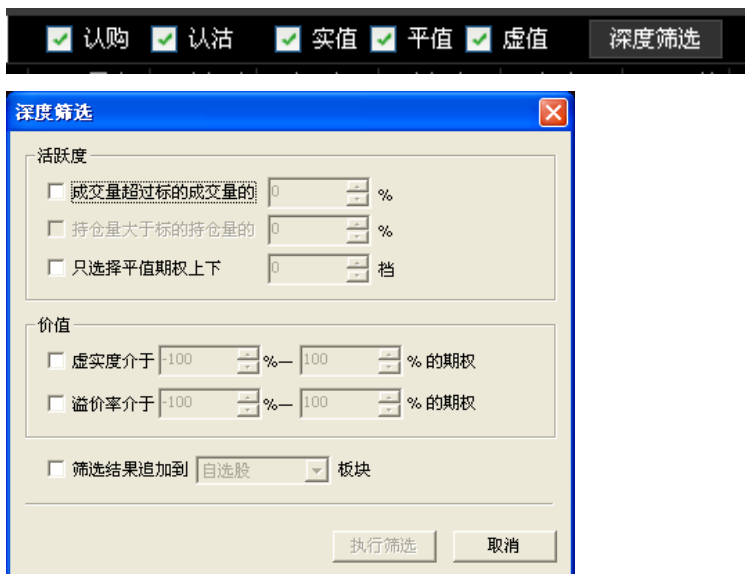 认购 认沽 实值 平值 虚值 深度筛选
深度筛选
活跃度
成交量超过标的成交量的 0 %
持仓量大于标的持仓量的 0 %
只选择平值期权上下 0 档
价值
虚实度介于 -100 %— 100 % 的期权
溢价率介于 -100 %— 100 % 的期权
筛选结果追加到 自选股 板块
执行筛选 取消